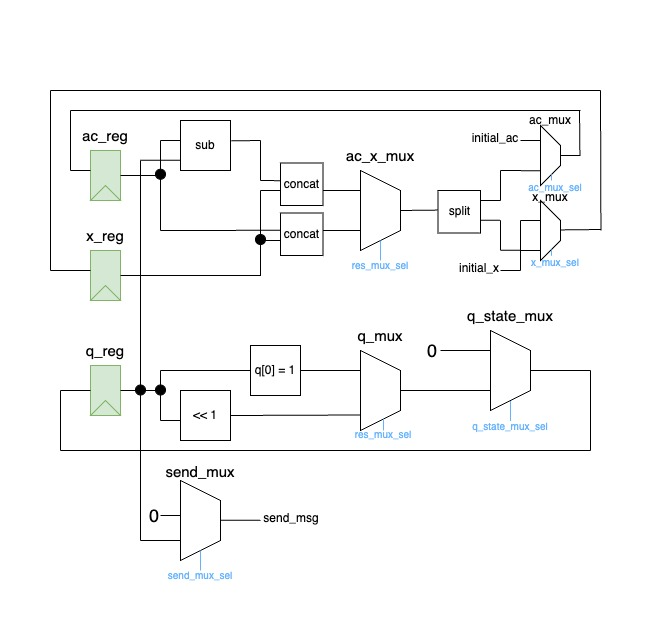 ac_mux
ac_reg
initial_ac
sub
ac_x_mux
concat
ac_mux_sel
x_mux
split
x_reg
concat
res_mux_sel
x_mux_sel
initial_x
q_state_mux
q_reg
q_mux
0
q[0] = 1
<< 1
res_mux_sel
q_state_mux_sel
send_mux
0
send_msg
send_mux_sel